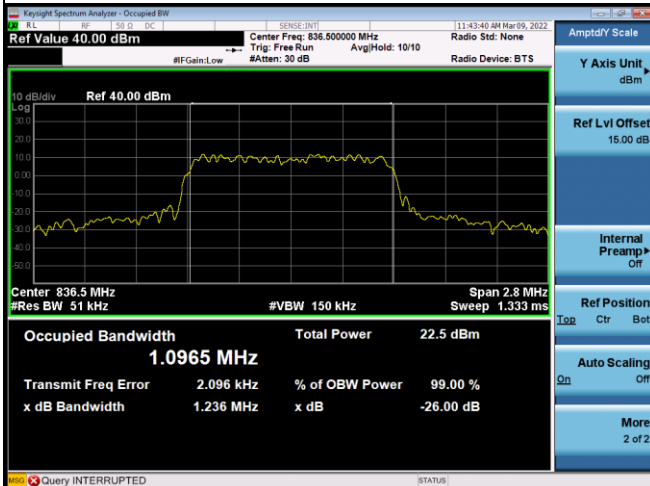 Keysight Spectrum Analyzer - Occupied BW
RL RF 50 Ω DC SENSE:INT 11:43:40 AM Mar 09, 2022
Ref Value 40.00 dBm
Center Freq: 836.500000 MHz
Radio Std: None
Trig: Free Run Avg|Hold: 10/10
#IFGain:Low #Atten: 30 dB Radio Device: BTS
10 dB/div Ref 40.00 dBm
Log
30.0
20.0
10.0
0.00
-10.0
-20.0
-30.0
-40.0
-50.0
Center 836.5 MHz Span 2.8 MHz
#Res BW 51 kHz #VBW 150 kHz Sweep 1.333 ms
Occupied Bandwidth Total Power 22.5 dBm
1.0965 MHz
Transmit Freq Error 2.096 kHz % of OBW Power 99.00 %
x dB Bandwidth 1.236 MHz x dB -26.00 dB
MSG Query INTERRUPTED STATUS
Amptd/Y Scale
Y Axis Unit
dBm
Ref Lvl Offset
15.00 dB
Internal
Preamp
Off
Ref Position
Top Ctr Bot
Auto Scaling
On Off
More
2 of 2